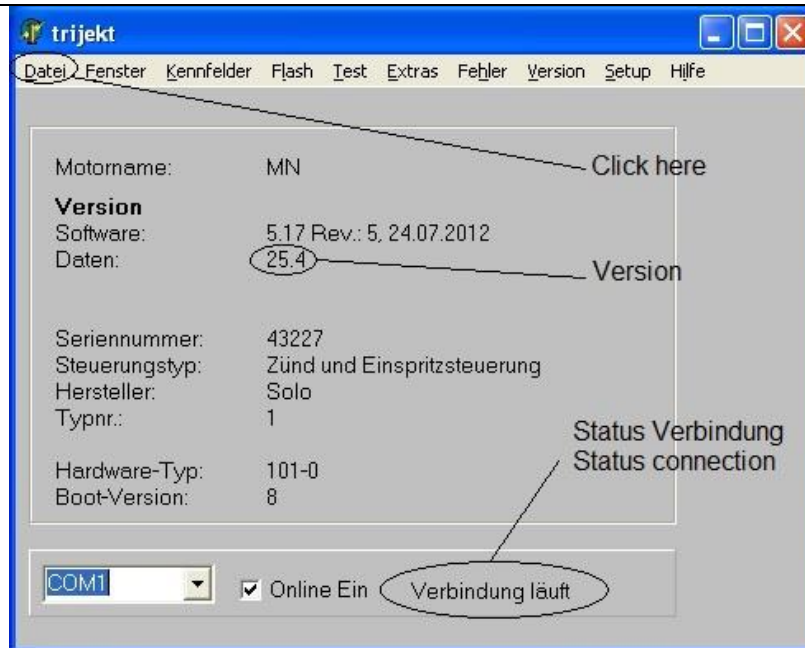 trijekt
Datei Fenster Kennfelder Flash Test Extras Fehler Version Setup Hilfe
Motorname: MN
Click here
Version
Software: 5.17 Rev.: 5, 24.07.2012
Daten: 25.4
Version
Seriennummer: 43227
Steuerungstyp: Zünd und Einspritzsteuerung
Hersteller: Solo
Typnr.: 1
Status Verbindung
Status connection
Hardware-Typ: 101-0
Boot-Version: 8
COM1 Online Ein Verbindung läuft